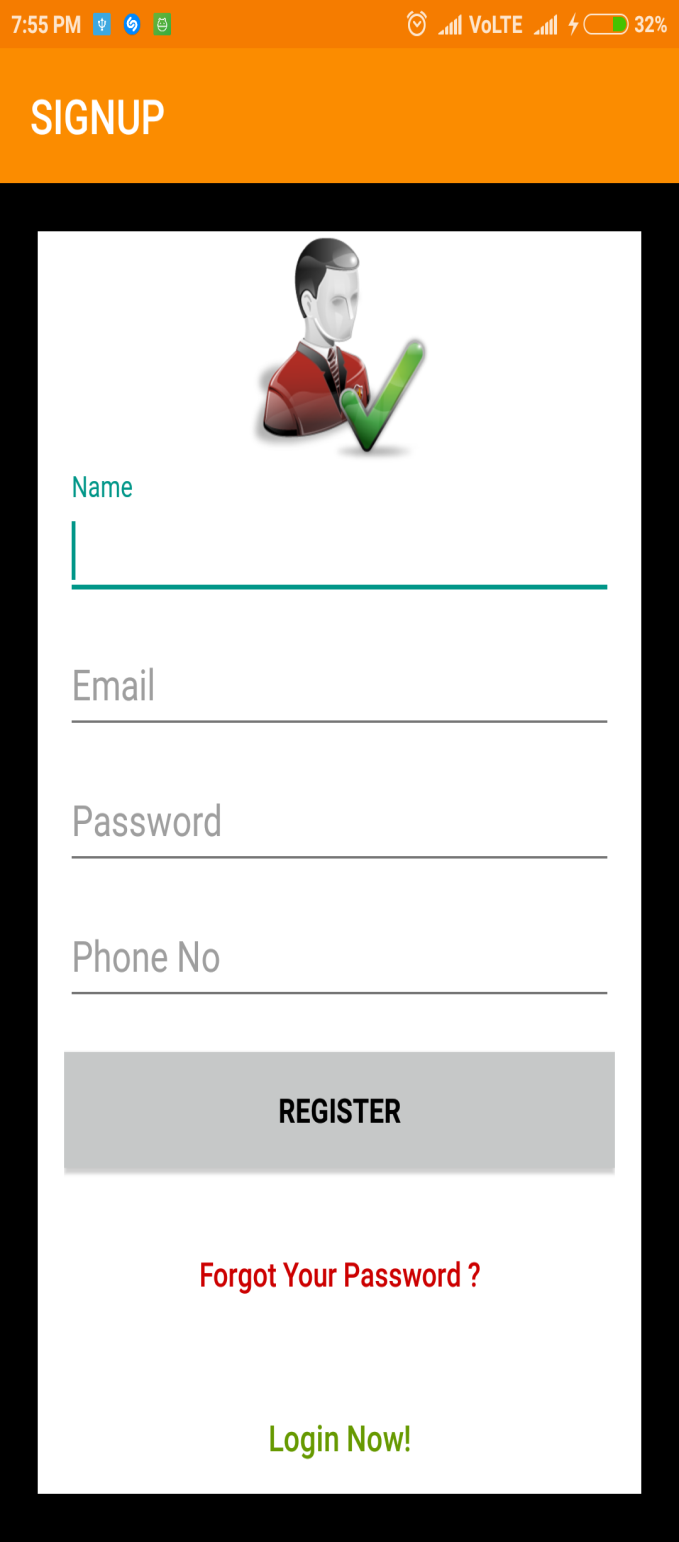 7:55 PM VoLTE 32%
SIGNUP
Name
Email
Password
Phone No
REGISTER
Forgot Your Password ?
Login Now!